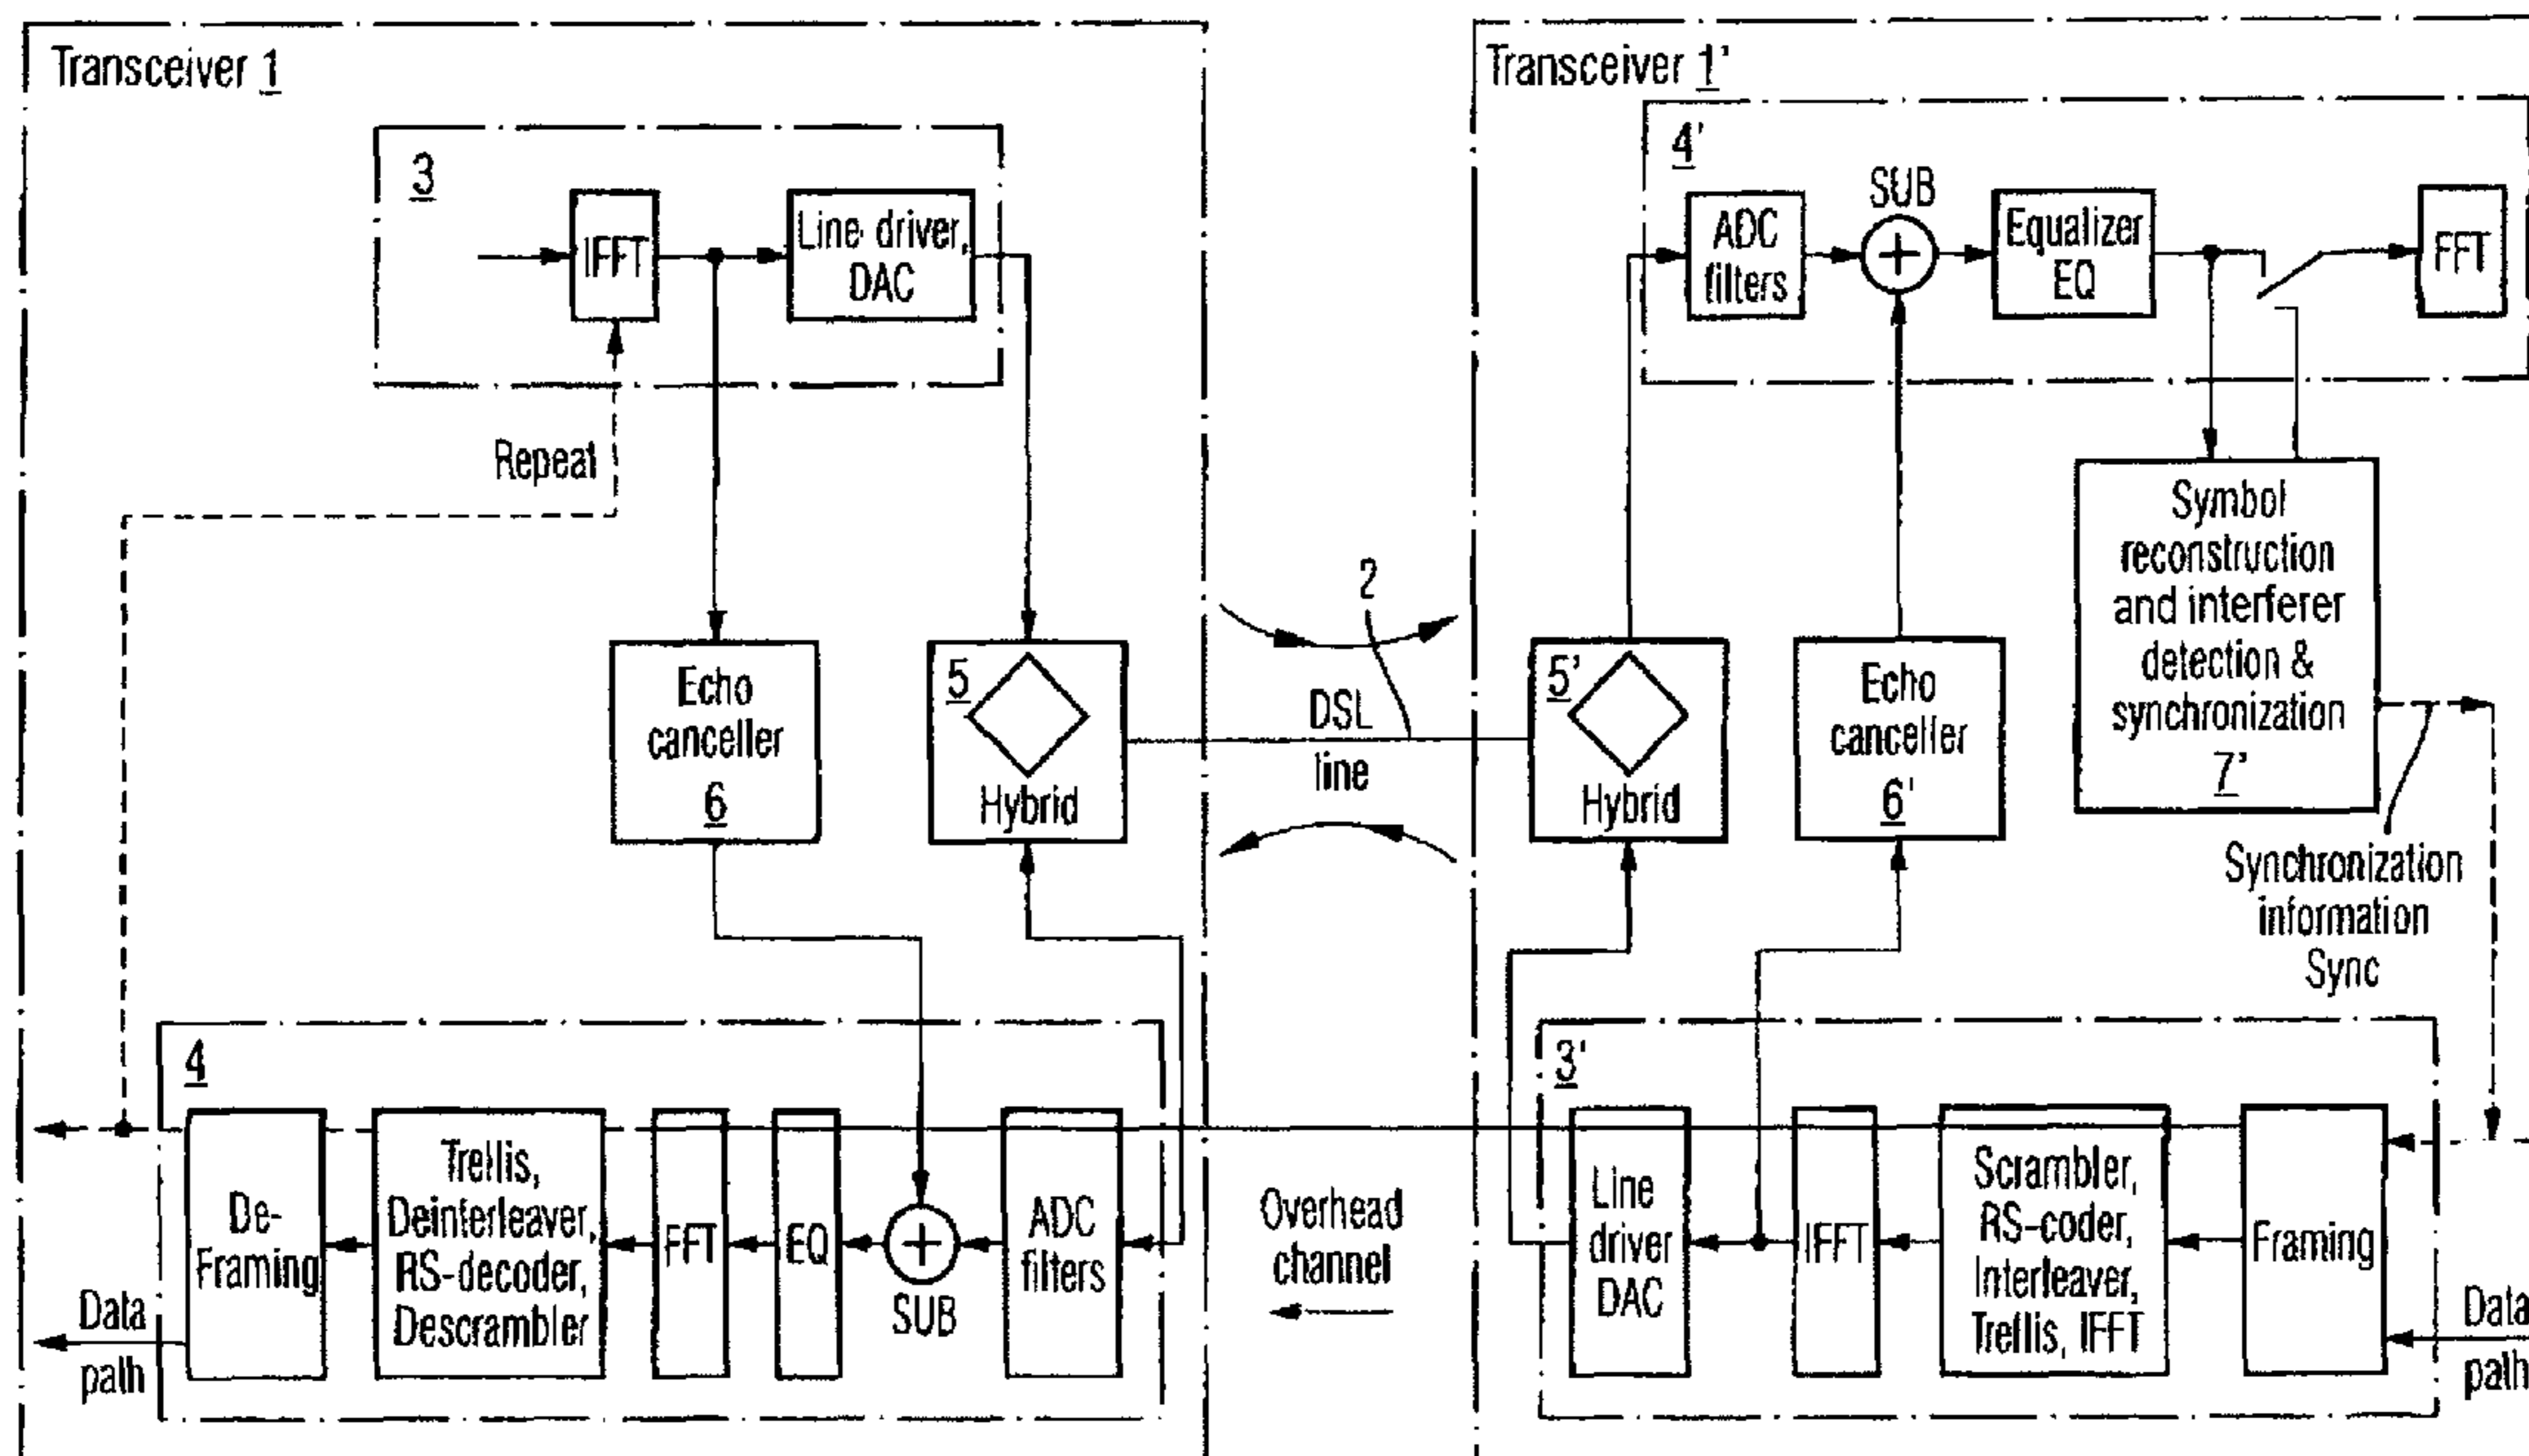 Transceiver 1
Transceiver 1'
3
IFFT
Line driver,
DAC
4'
ADC
filters
SUB
Equalizer
EQ
FFT
Repeat
Echo
canceller
6
5
Hybrid
2
DSL
line
5'
Hybrid
Echo
canceller
6'
Symbol
reconstruction
and interferer
detection &
synchronization
7'
Synchronization
information
Sync
4
De-
Framing
Trellis,
Deinterleaver,
RS-decoder,
Descrambler
FFT
EQ
SUB
ADC
filters
Data
path
Overhead
channel
3'
Line
driver
DAC
IFFT
Scrambler,
RS-coder,
Interleaver,
Trellis, IFFT
Framing
Data
path